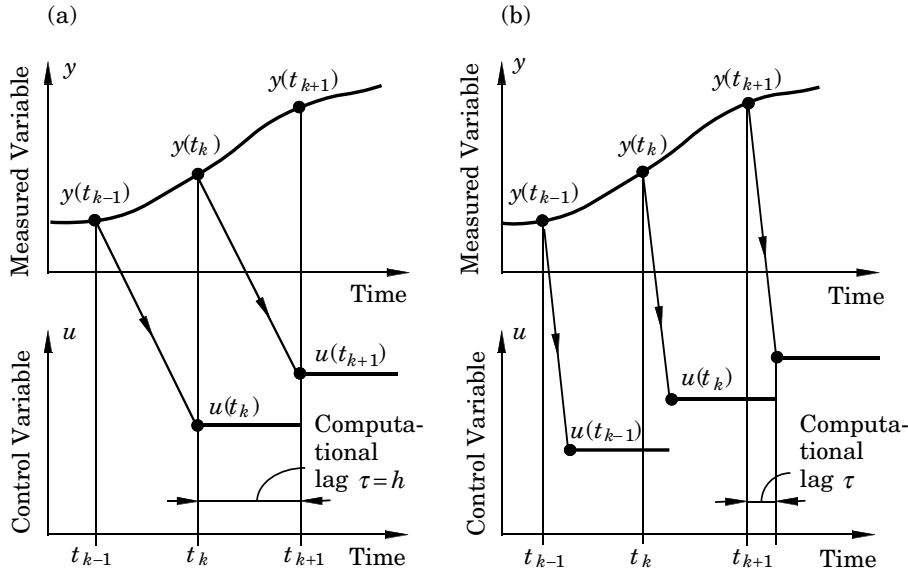 (a)
y
y(t_{k+1})
y(t_k)
y(t_{k−1})
Measured Variable
Time
u
u(t_{k+1})
u(t_k)
Control Variable
Computa-
tional
lag τ=h
t_{k−1}
t_k
t_{k+1}
Time
(b)
y
y(t_{k+1})
y(t_k)
y(t_{k−1})
Measured Variable
Time
u
u(t_k)
u(t_{k−1})
Control Variable
Computa-
tional
lag τ
t_{k−1}
t_k
t_{k+1}
Time